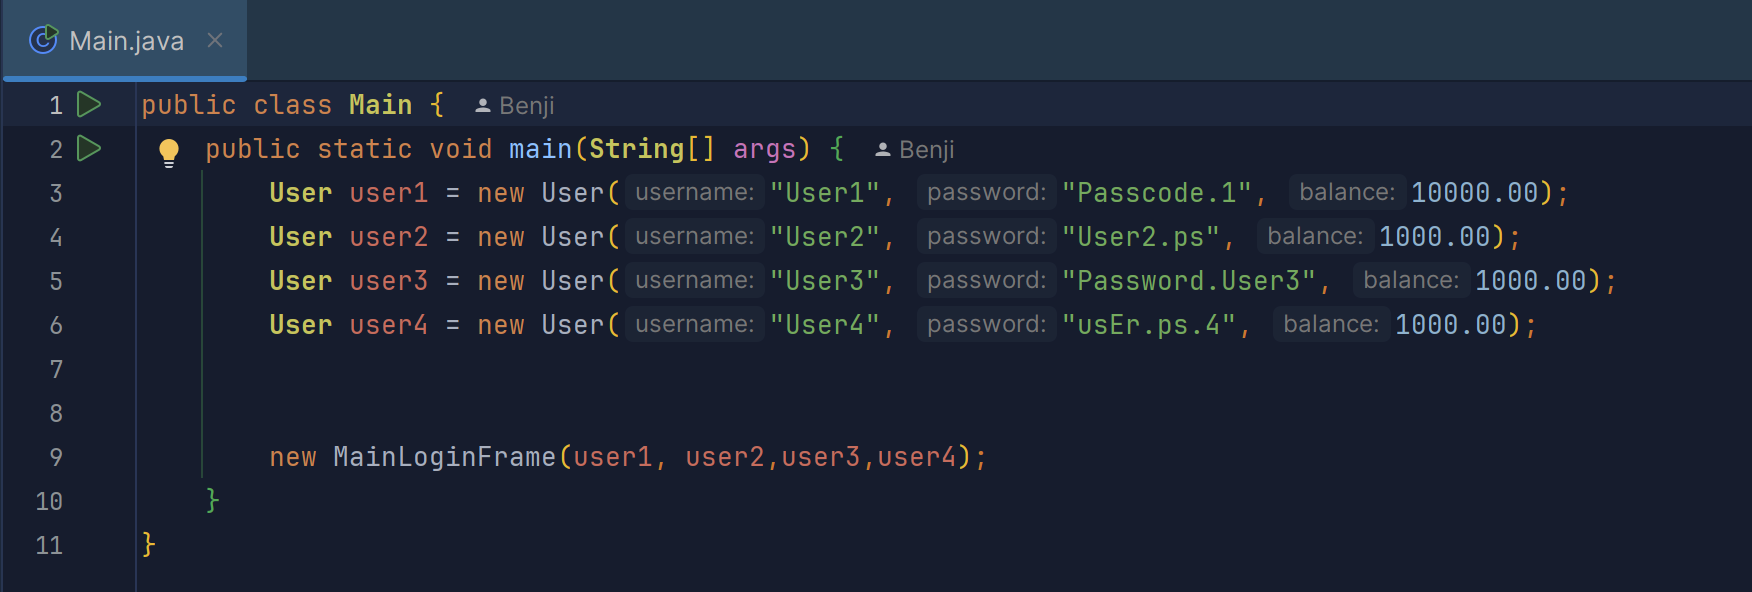 Main.java
1 public class Main { Benji
2 public static void main(String[] args) { Benji
3 User user1 = new User( username: "User1", password: "Passcode.1", balance: 10000.00);
4 User user2 = new User( username: "User2", password: "User2.ps", balance: 1000.00);
5 User user3 = new User( username: "User3", password: "Password.User3", balance: 1000.00);
6 User user4 = new User( username: "User4", password: "usEr.ps.4", balance: 1000.00);
7
8
9 new MainLoginFrame(user1, user2,user3,user4);
10 }
11 }